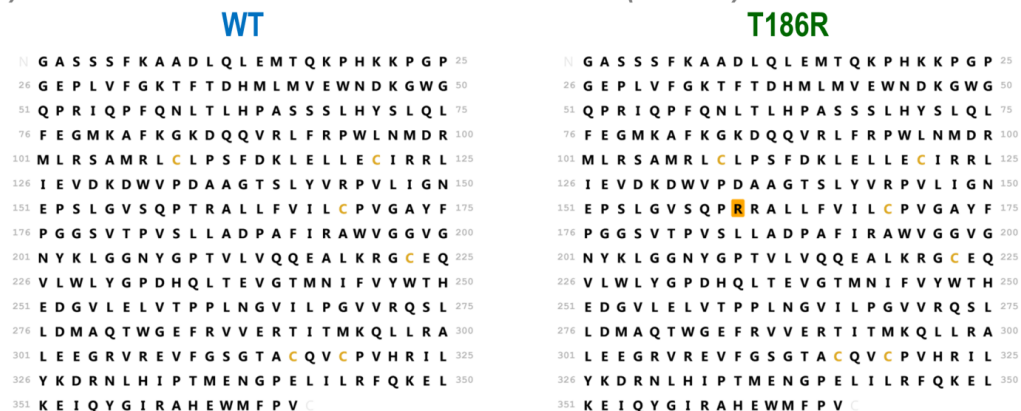 WT
N G A S S S F K A A D L Q L E M T Q K P H K K P G P 25
26 G E P L V F G K T F T D H M L M V E W N D K G W G 50
51 Q P R I Q P F Q N L T L H P A S S S L H Y S L Q L 75
76 F E G M K A F K G K D Q Q V R L F R P W L N M D R 100
101 M L R S A M R L C L P S F D K L E L L E C I R R L 125
126 I E V D K D W V P D A A G T S L Y V R P V L I G N 150
151 E P S L G V S Q P T R A L L F V I L C P V G A Y F 175
176 P G G S V T P V S L L A D P A F I R A W V G G V G 200
201 N Y K L G G N Y G P T V L V Q Q E A L K R G C E Q 225
226 V L W L Y G P D H Q L T E V G T M N I F V Y W T H 250
251 E D G V L E L V T P P L N G V I L P G V V R Q S L 275
276 L D M A Q T W G E F R V V E R T I T M K Q L L R A 300
301 L E E G R V R E V F G S G T A C Q V C P V H R I L 325
326 Y K D R N L H I P T M E N G P E L I L R F Q K E L 350
351 K E I Q Y G I R A H E W M F P V C
T186R
N G A S S S F K A A D L Q L E M T Q K P H K K P G P 25
26 G E P L V F G K T F T D H M L M V E W N D K G W G 50
51 Q P R I Q P F Q N L T L H P A S S S L H Y S L Q L 75
76 F E G M K A F K G K D Q Q V R L F R P W L N M D R 100
101 M L R S A M R L C L P S F D K L E L L E C I R R L 125
126 I E V D K D W V P D A A G T S L Y V R P V L I G N 150
151 E P S L G V S Q P R R A L L F V I L C P V G A Y F 175
176 P G G S V T P V S L L A D P A F I R A W V G G V G 200
201 N Y K L G G N Y G P T V L V Q Q E A L K R G C E Q 225
226 V L W L Y G P D H Q L T E V G T M N I F V Y W T H 250
251 E D G V L E L V T P P L N G V I L P G V V R Q S L 275
276 L D M A Q T W G E F R V V E R T I T M K Q L L R A 300
301 L E E G R V R E V F G S G T A C Q V C P V H R I L 325
326 Y K D R N L H I P T M E N G P E L I L R F Q K E L 350
351 K E I Q Y G I R A H E W M F P V C